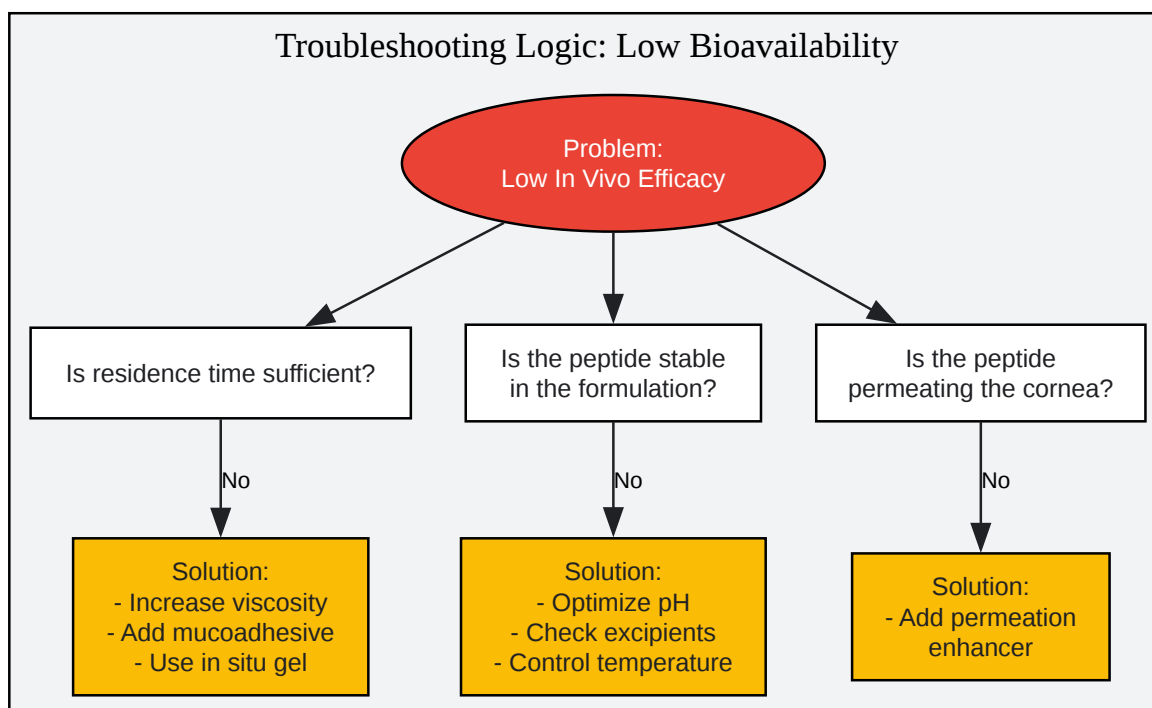 Troubleshooting Logic: Low Bioavailability
Problem:
Low In Vivo Efficacy
Is residence time sufficient?
Is the peptide stable
in the formulation?
Is the peptide
permeating the cornea?
No
No
No
Solution:
- Increase viscosity
- Add mucoadhesive
- Use in situ gel
Solution:
- Optimize pH
- Check excipients
- Control temperature
Solution:
- Add permeation
enhancer